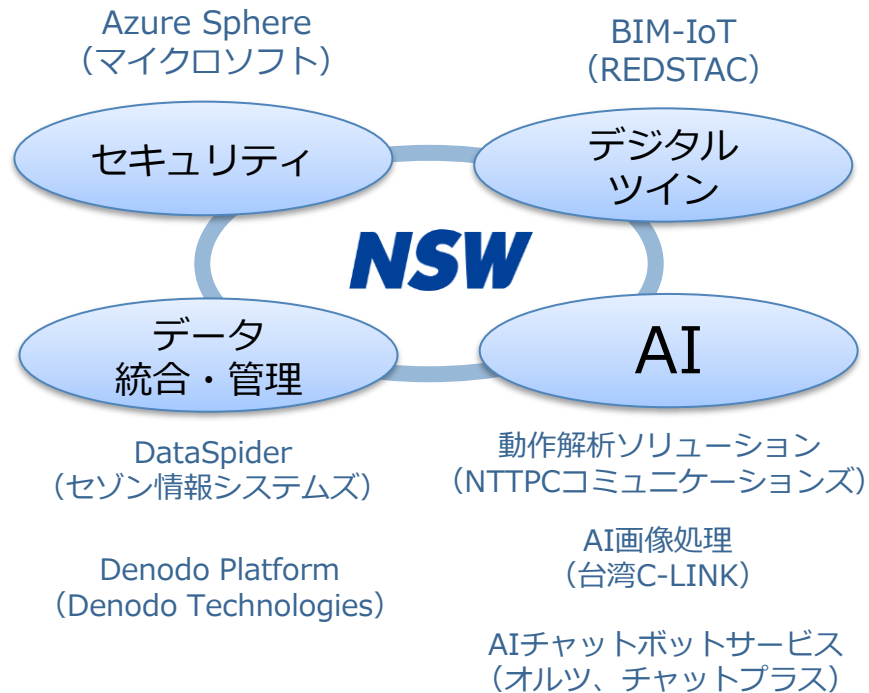 Azure Sphere
（マイクロソフト）
BIM-IoT
（REDSTAC）
セキュリティ
デジタル
ツイン
NSW
データ
統合・管理
AI
DataSpider
（セゾン情報システムズ）
Denodo Platform
（Denodo Technologies）
動作解析ソリューション
（NTTPCコミュニケーションズ）
AI画像処理
（台湾C-LINK）
AIチャットボットサービス
（オルツ、チャットプラス）